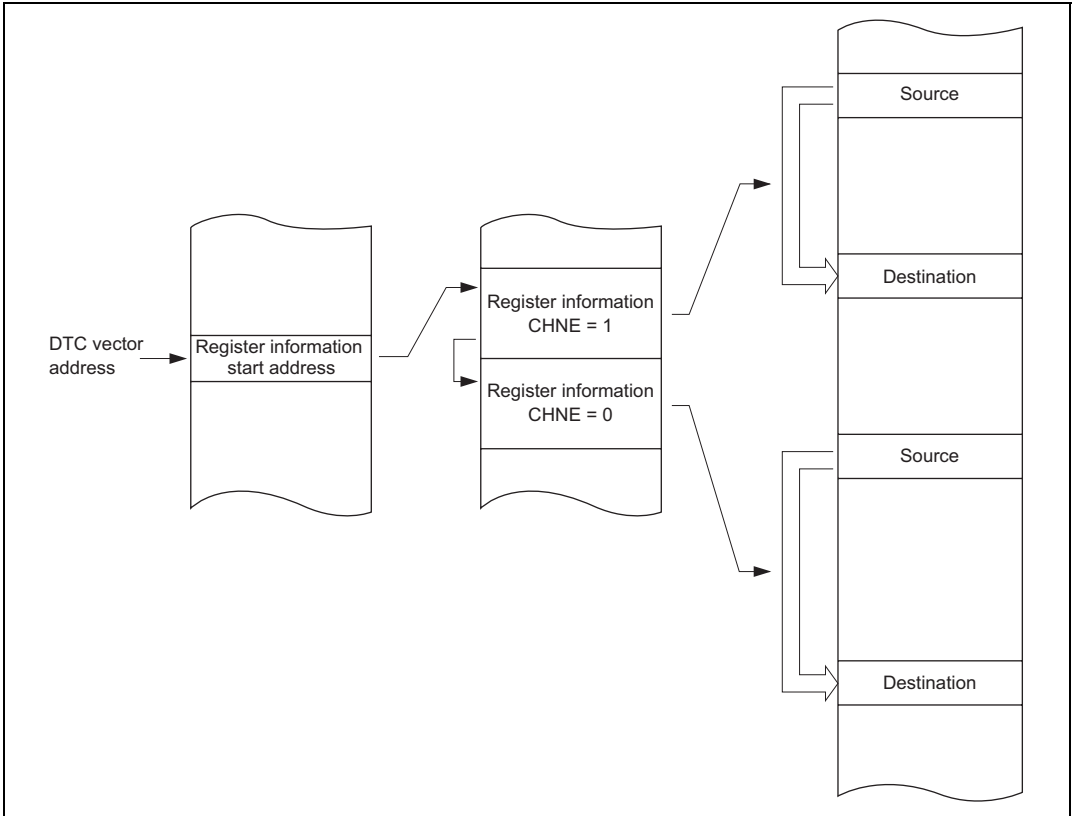 DTC vector
address
Register information
start address
Register information
CHNE = 1
Register information
CHNE = 0
Source
Destination
Source
Destination